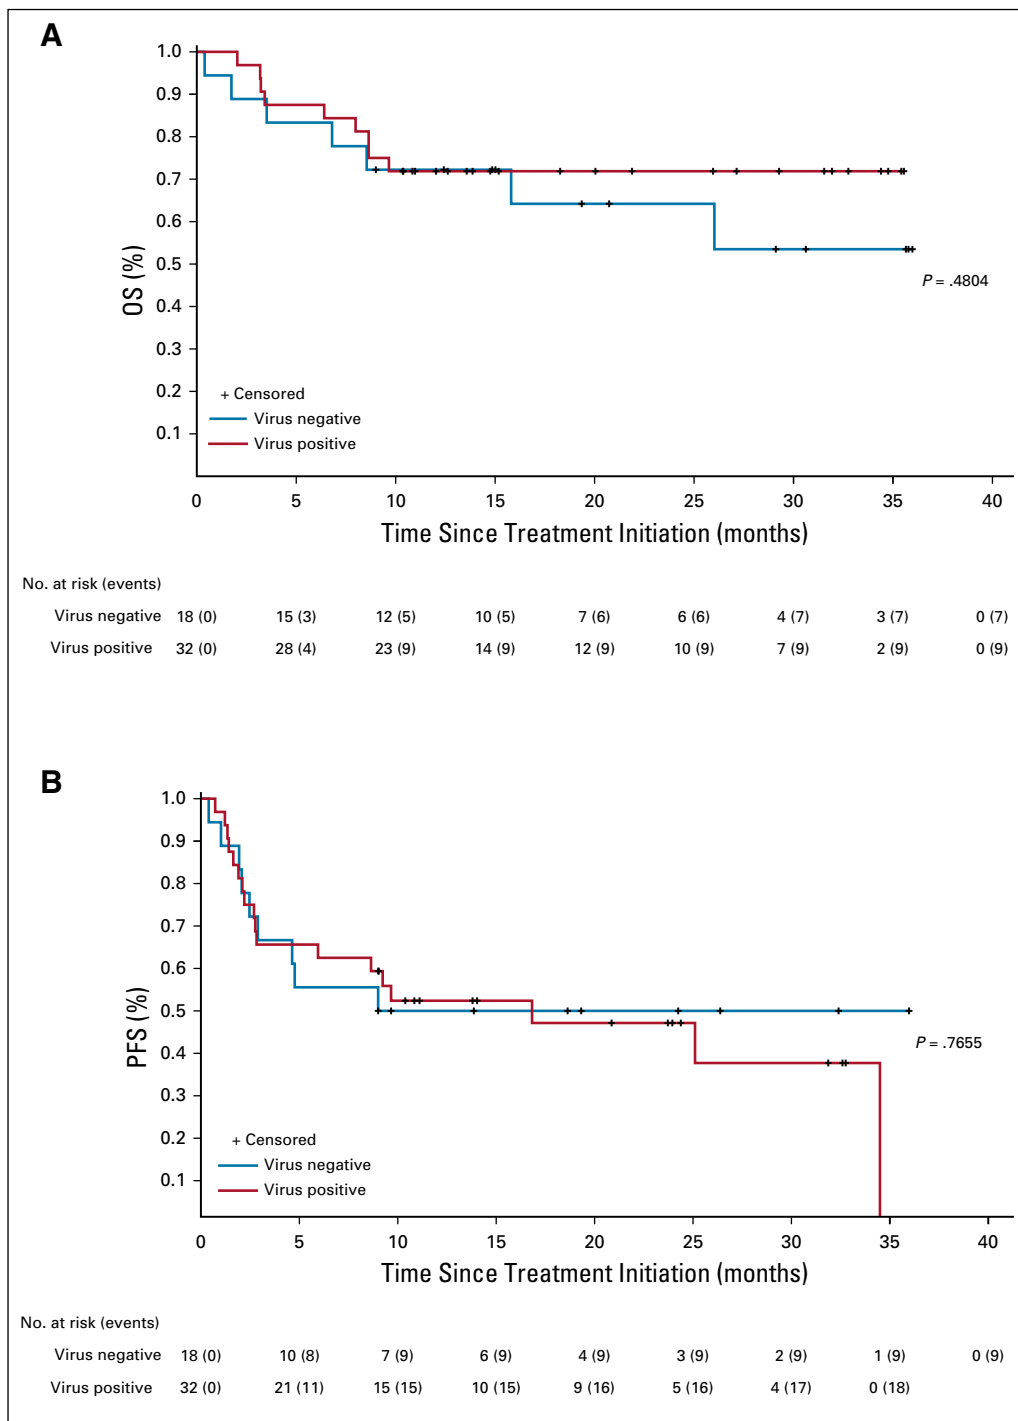 A
1.0
0.9
0.8
0.7
0.6
0.5
0.4
0.3
0.2
0.1
OS (%)
P = .4804
+ Censored
Virus negative
Virus positive
0 5 10 15 20 25 30 35 40
Time Since Treatment Initiation (months)
No. at risk (events)
Virus negative 18 (0) 15 (3) 12 (5) 10 (5) 7 (6) 6 (6) 4 (7) 3 (7) 0 (7)
Virus positive 32 (0) 28 (4) 23 (9) 14 (9) 12 (9) 10 (9) 7 (9) 2 (9) 0 (9)
B
1.0
0.9
0.8
0.7
0.6
0.5
0.4
0.3
0.2
0.1
PFS (%)
P = .7655
+ Censored
Virus negative
Virus positive
0 5 10 15 20 25 30 35 40
Time Since Treatment Initiation (months)
No. at risk (events)
Virus negative 18 (0) 10 (8) 7 (9) 6 (9) 4 (9) 3 (9) 2 (9) 1 (9) 0 (9)
Virus positive 32 (0) 21 (11) 15 (15) 10 (15) 9 (16) 5 (16) 4 (17) 0 (18)